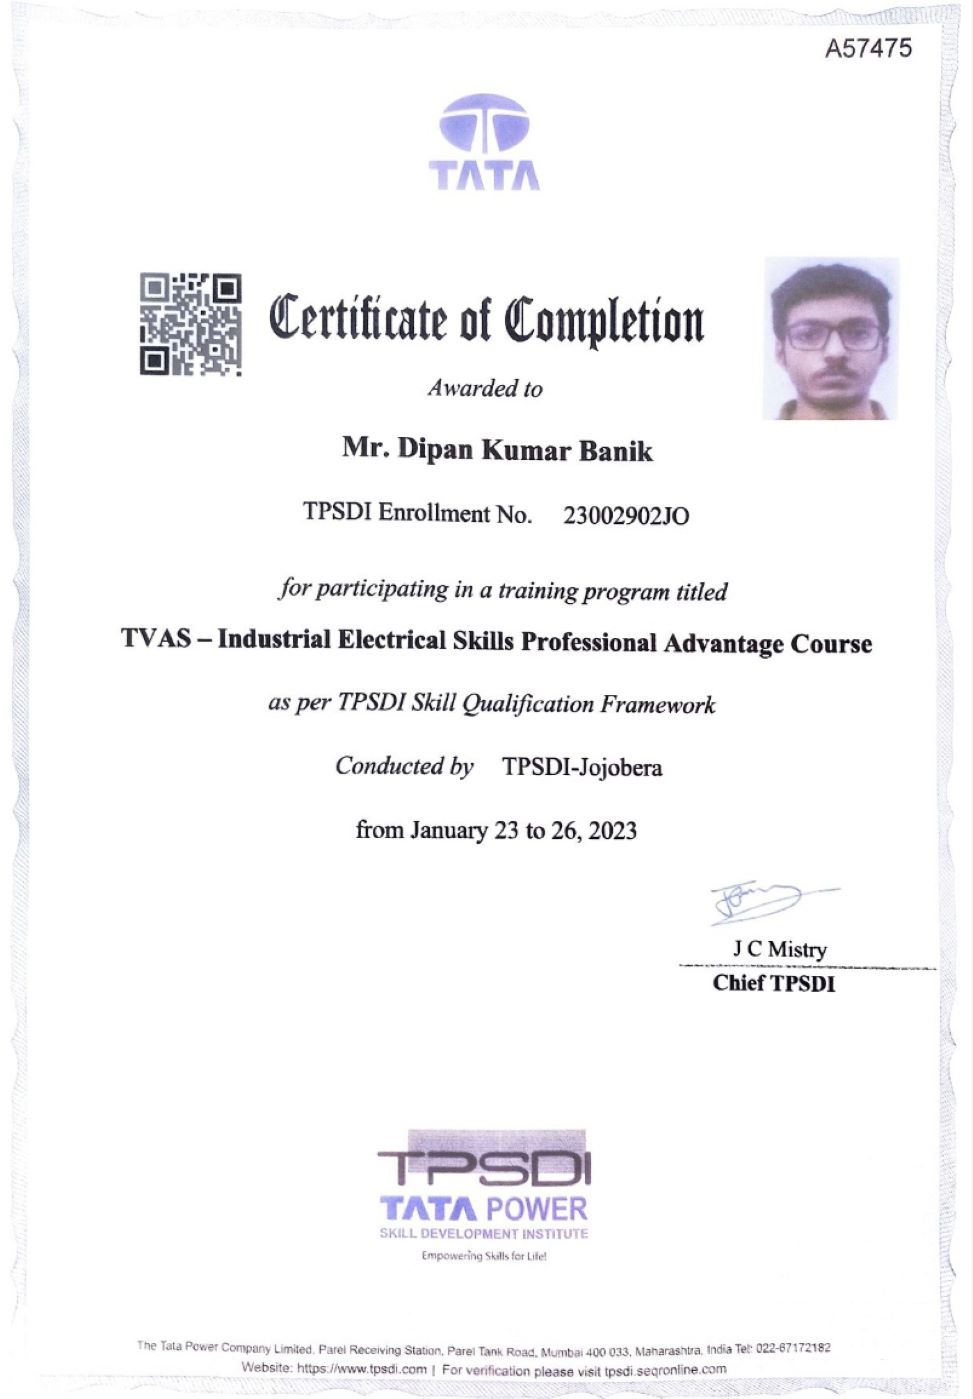 A57475
TATA
Certificate of Completion
Awarded to
Mr. Dipan Kumar Banik
TPSDI Enrollment No. 23002902JO
for participating in a training program titled
TVAS – Industrial Electrical Skills Professional Advantage Course
as per TPSDI Skill Qualification Framework
Conducted by TPSDI-Jojobera
from January 23 to 26, 2023
J C Mistry
Chief TPSDI
TPSDI
TATA POWER
SKILL DEVELOPMENT INSTITUTE
Empowering Skills for Life!
The Tata Power Company Limited, Parel Receiving Station, Parel Tank Road, Mumbai 400 033, Maharashtra, India Tel: 022-67172182
Website: https://www.tpsdi.com | For verification please visit tpsdi.seqronline.com